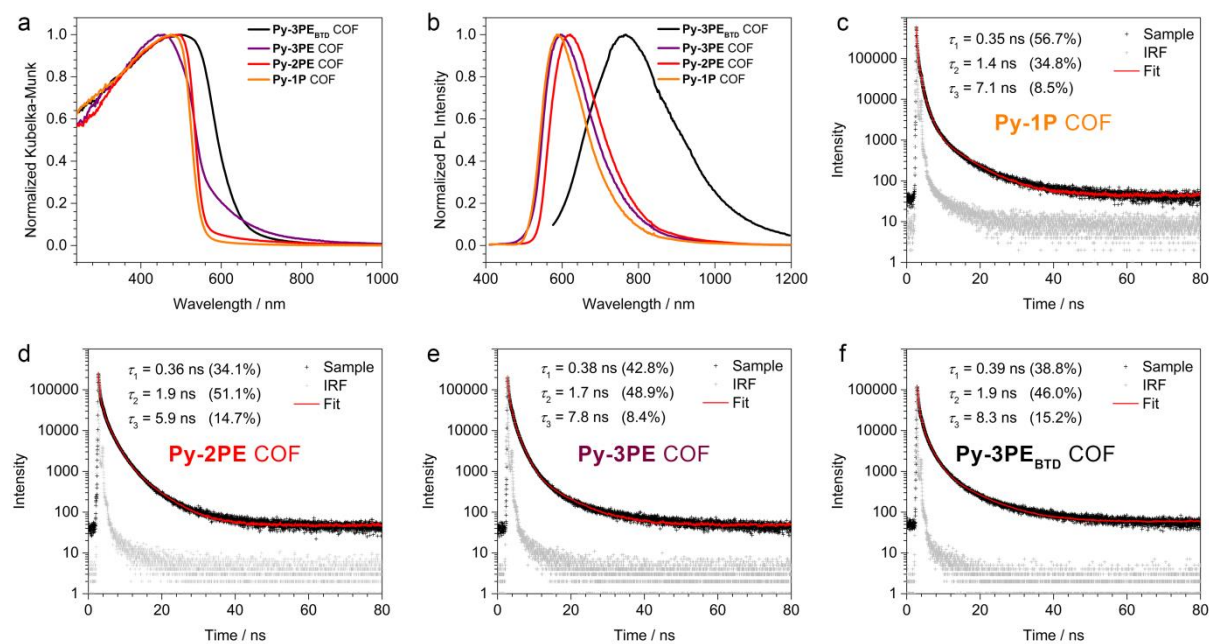 a
Normalized Kubelka-Munk
1.0
0.8
0.6
0.4
0.2
0.0
Py-3PEBTD COF
Py-3PE COF
Py-2PE COF
Py-1P COF
400 600 800 1000
Wavelength / nm
b
Normalized PL Intensity
1.0
0.8
0.6
0.4
0.2
0.0
Py-3PEBTD COF
Py-3PE COF
Py-2PE COF
Py-1P COF
400 600 800 1000 1200
Wavelength / nm
c
Intensity
100000
10000
1000
100
10
1
τ1 = 0.35 ns (56.7%)
τ2 = 1.4 ns (34.8%)
τ3 = 7.1 ns (8.5%)
Sample
IRF
Fit
Py-1P COF
0 20 40 60 80
Time / ns
d
Intensity
100000
10000
1000
100
10
1
τ1 = 0.36 ns (34.1%)
τ2 = 1.9 ns (51.1%)
τ3 = 5.9 ns (14.7%)
Sample
IRF
Fit
Py-2PE COF
0 20 40 60 80
Time / ns
e
Intensity
100000
10000
1000
100
10
1
τ1 = 0.38 ns (42.8%)
τ2 = 1.7 ns (48.9%)
τ3 = 7.8 ns (8.4%)
Sample
IRF
Fit
Py-3PE COF
0 20 40 60 80
Time / ns
f
Intensity
100000
10000
1000
100
10
1
τ1 = 0.39 ns (38.8%)
τ2 = 1.9 ns (46.0%)
τ3 = 8.3 ns (15.2%)
Sample
IRF
Fit
Py-3PEBTD COF
0 20 40 60 80
Time / ns